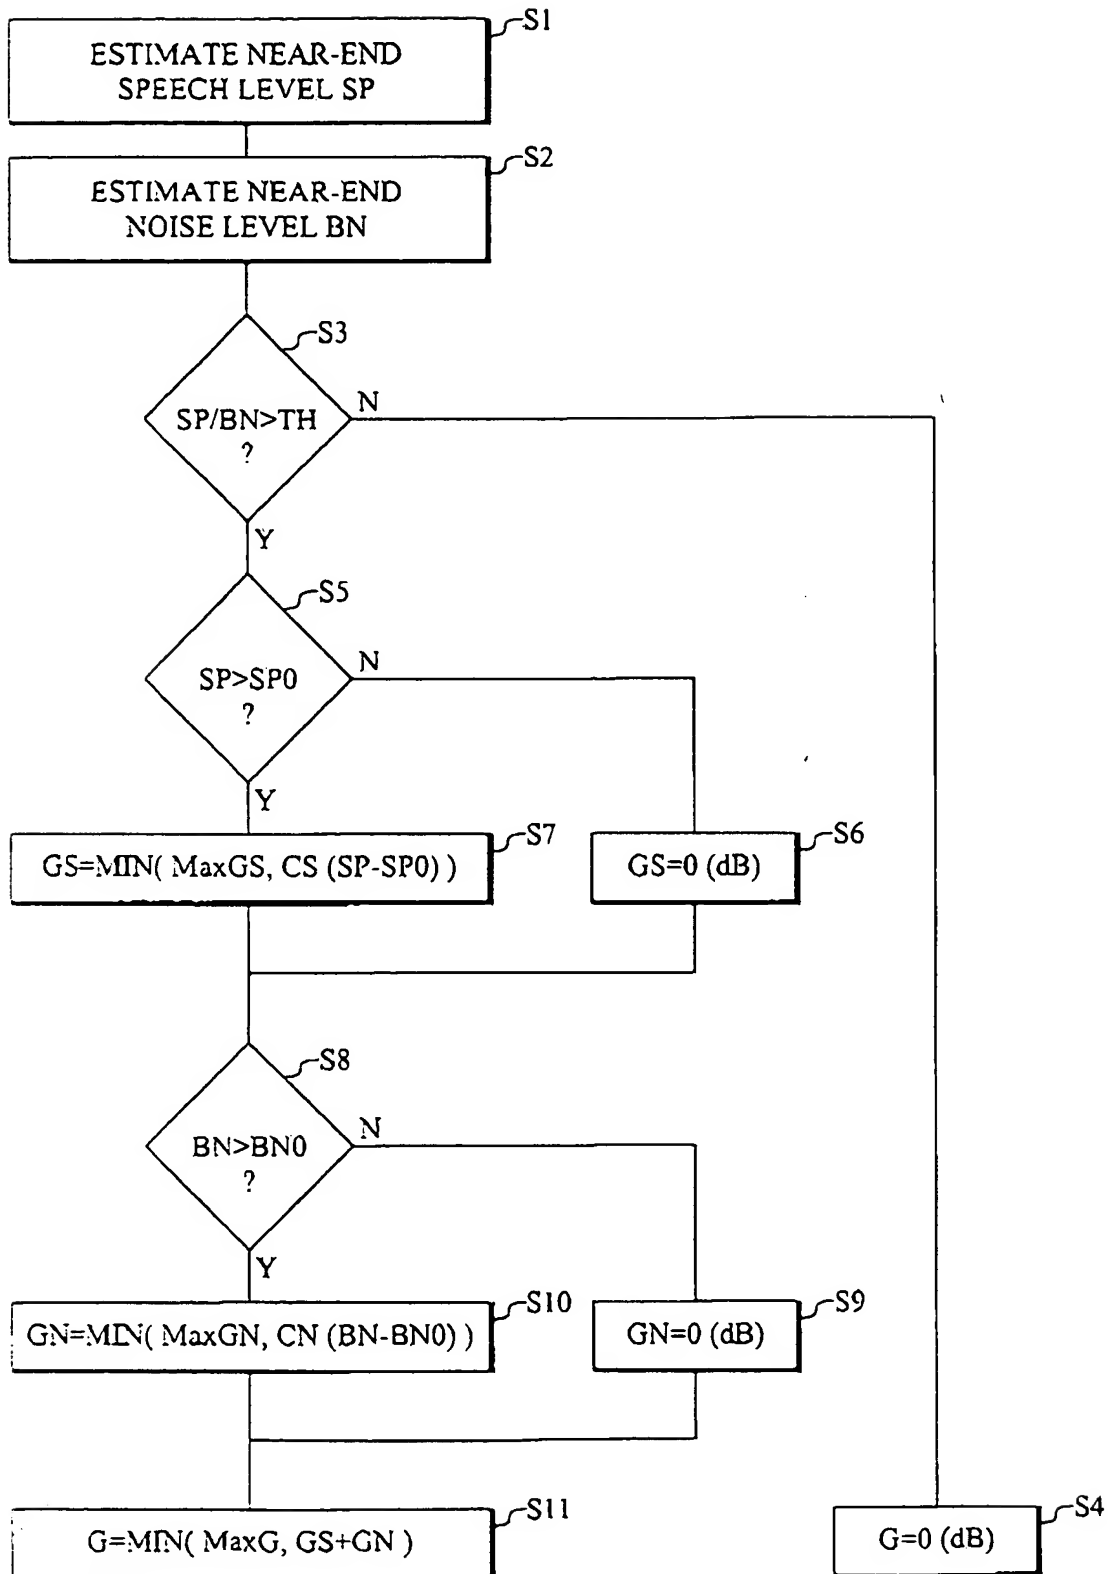 S1
ESTIMATE NEAR-END
SPEECH LEVEL SP
S2
ESTIMATE NEAR-END
NOISE LEVEL BN
S3
SP/BN>TH
?
N
Y
S5
SP>SP0
?
N
Y
S7
GS=MIN( MaxGS, CS (SP-SP0) )
S6
GS=0 (dB)
S8
BN>BN0
?
N
Y
S10
GN=MIN( MaxGN, CN (BN-BN0) )
S9
GN=0 (dB)
S11
G=MIN( MaxG, GS+GN )
S4
G=0 (dB)